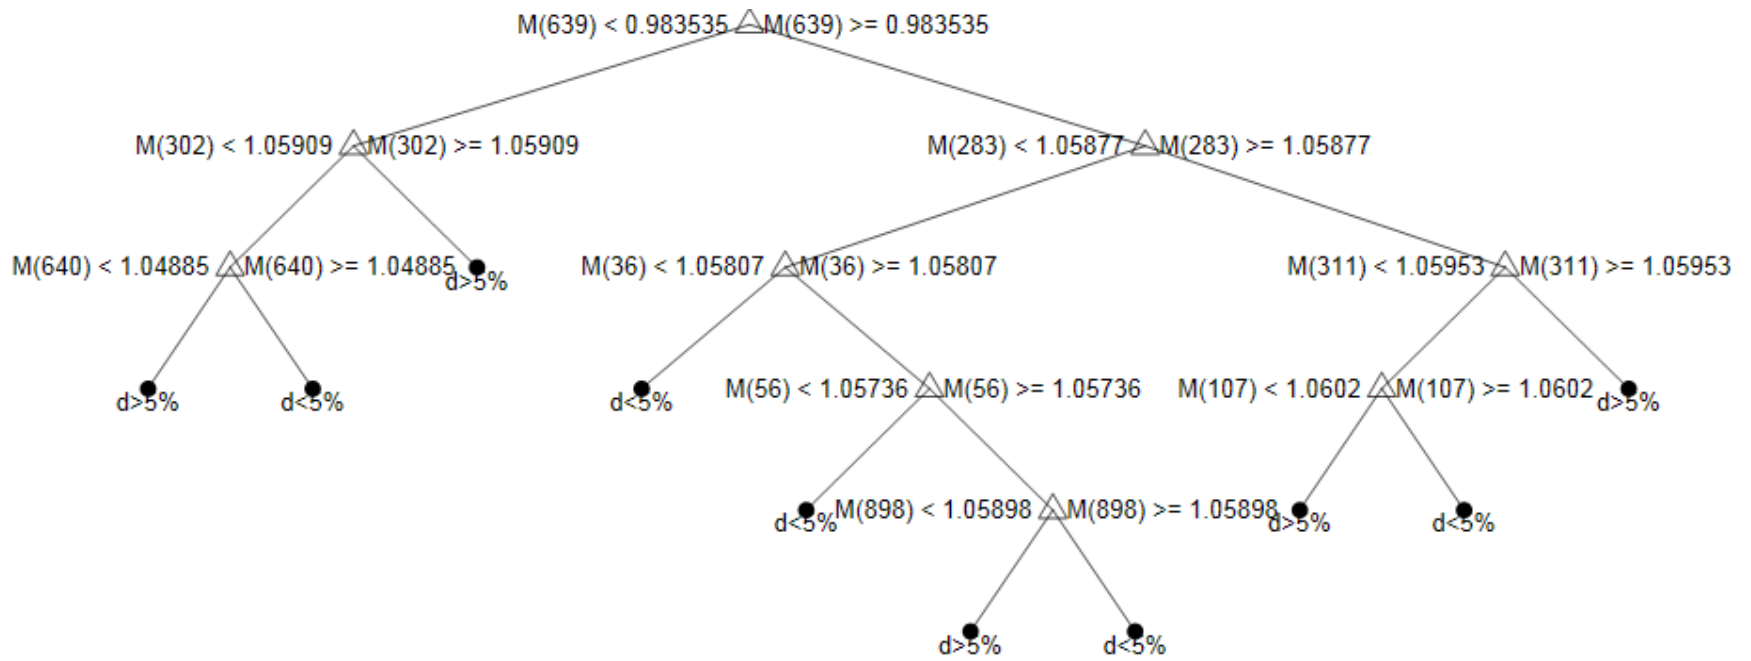 M(639) < 0.983535 M(639) >= 0.983535
M(302) < 1.05909 M(302) >= 1.05909
M(283) < 1.05877 M(283) >= 1.05877
M(640) < 1.04885 M(640) >= 1.04885
d>5%
M(36) < 1.05807 M(36) >= 1.05807
M(311) < 1.05953 M(311) >= 1.05953
d>5%
d<5%
d<5%
M(56) < 1.05736 M(56) >= 1.05736
M(107) < 1.0602 M(107) >= 1.0602
d>5%
d<5%
M(898) < 1.05898 M(898) >= 1.05898
d>5%
d<5%
d>5%
d<5%